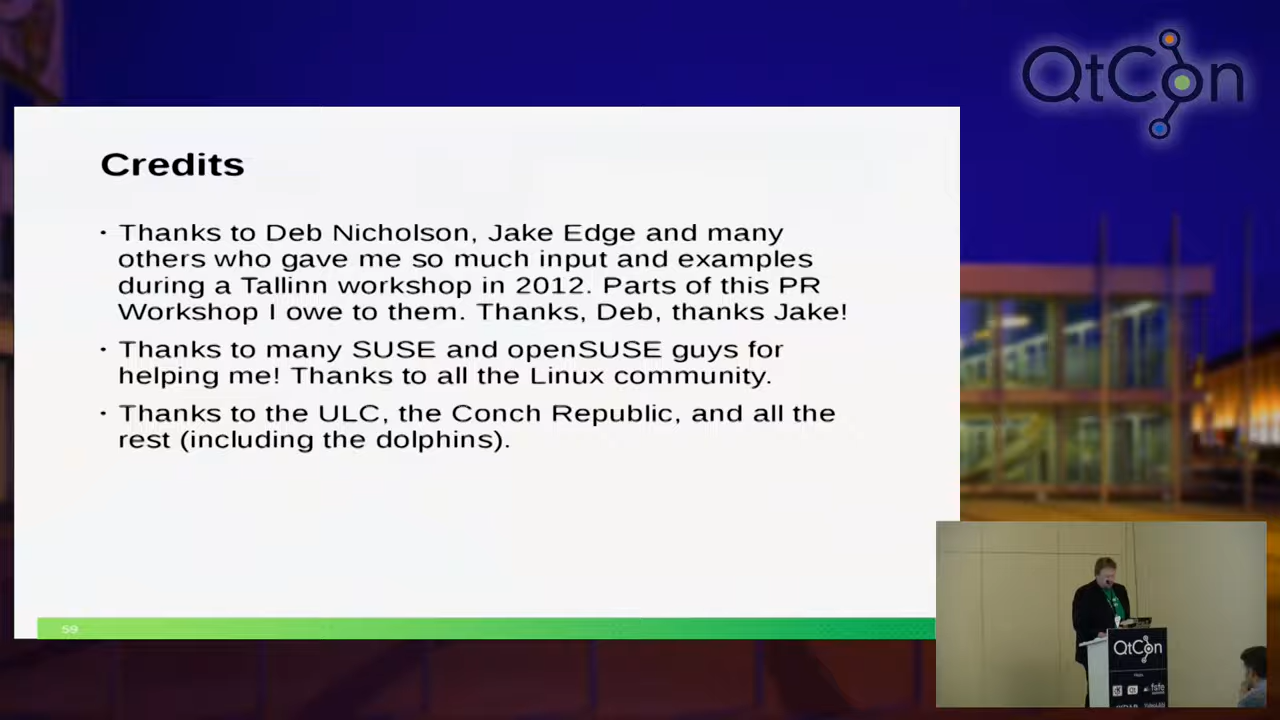 QtCon
Credits
• Thanks to Deb Nicholson, Jake Edge and many
others who gave me so much input and examples
during a Tallinn workshop in 2012. Parts of this PR
Workshop I owe to them. Thanks, Deb, thanks Jake!
• Thanks to many SUSE and openSUSE guys for
helping me! Thanks to all the Linux community.
• Thanks to the ULC, the Conch Republic, and all the
rest (including the dolphins).
59
QtCon
fsfe